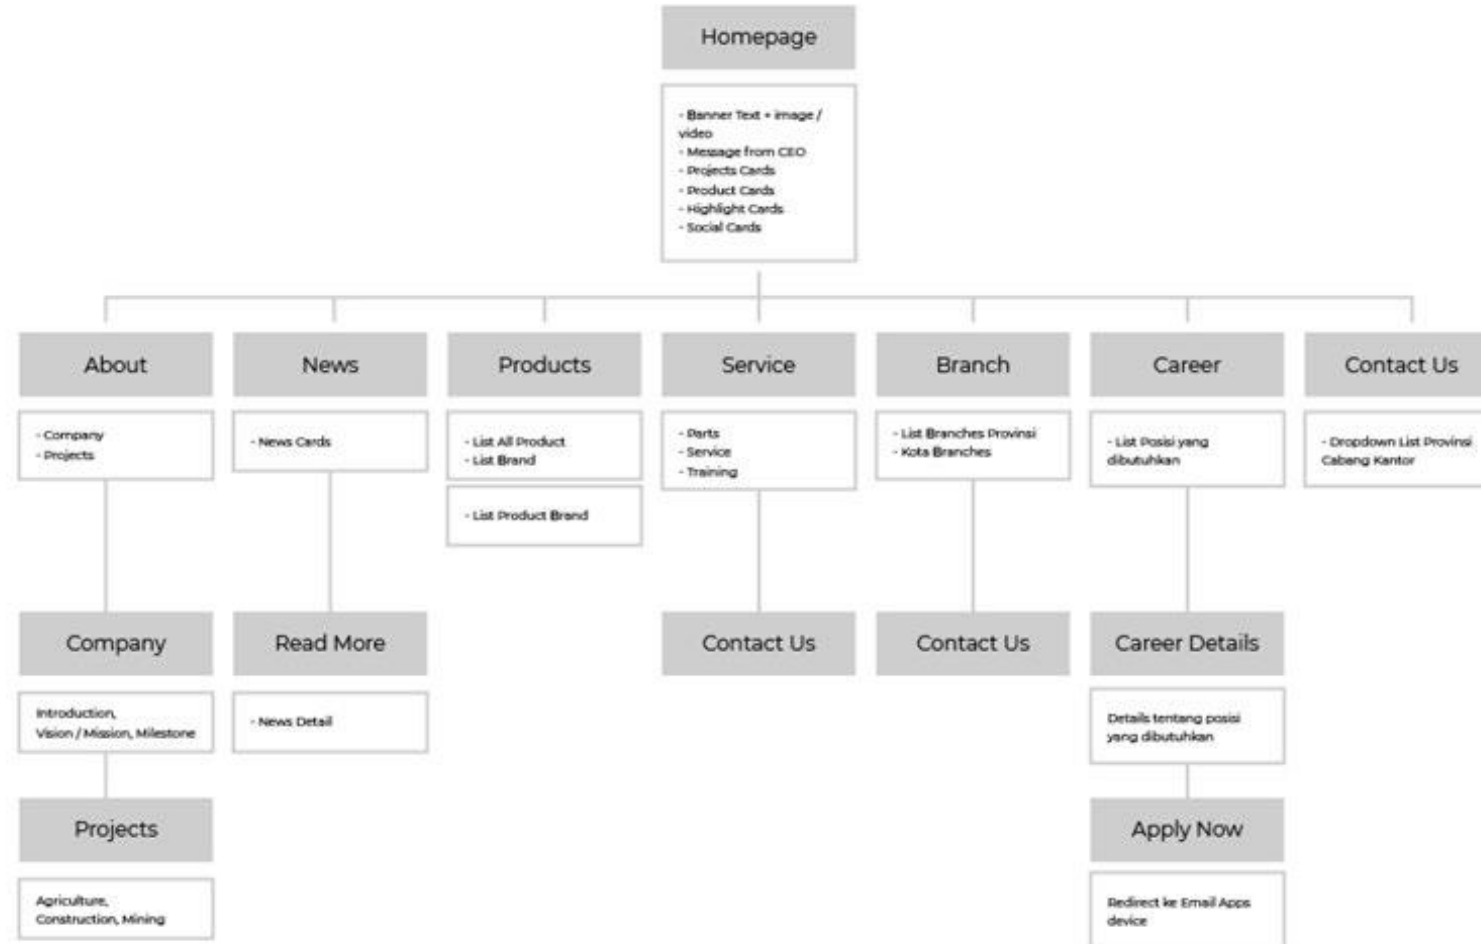 Homepage
- Banner Text + image /
video
- Message from CEO
- Projects Cards
- Product Cards
- Highlight Cards
- Social Cards
About
News
Products
Service
Branch
Career
Contact Us
- Company
- Projects
- News Cards
- List All Product
- List Brand
- List Product Brand
- Parts
- Service
- Training
- List Branches Provinsi
- Kota Branches
- List Posisi yang
dibutuhkan
- Dropdown List Provinsi
Cabang Kantor
Company
Read More
Contact Us
Contact Us
Career Details
Introduction,
Vision / Mission, Milestone
- News Detail
Details tentang posisi
yang dibutuhkan
Projects
Apply Now
Agriculture,
Construction, Mining
Redirect ke Email Apps
device